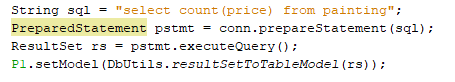 String sql = "select count(price) from painting";
PreparedStatement pstmt = conn.prepareStatement(sql);
ResultSet rs = pstmt.executeQuery();
P1.setModel(DbUtils.resultSetToTableModel(rs));